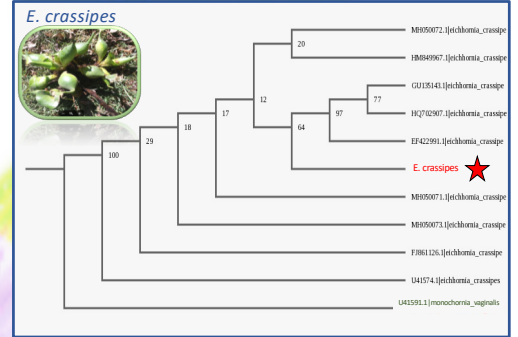 E. crassipes
MH050072.1|eichhornia_crassipe
20
HM849967.1|eichhornia_crassipe
GU135143.1|eichhornia_crassipe
77
12
HQ702907.1|eichhornia_crassipe
17
97
18
64
EF422991.1|eichhornia_crassipe
29
100
E. crassipes
MH050071.1|eichhornia_crassipe
MH050073.1|eichhornia_crassipe
FJ861126.1|eichhornia_crassipe
U41574.1|eichhornia_crassipes
U41591.1|monochornia_vaginalis